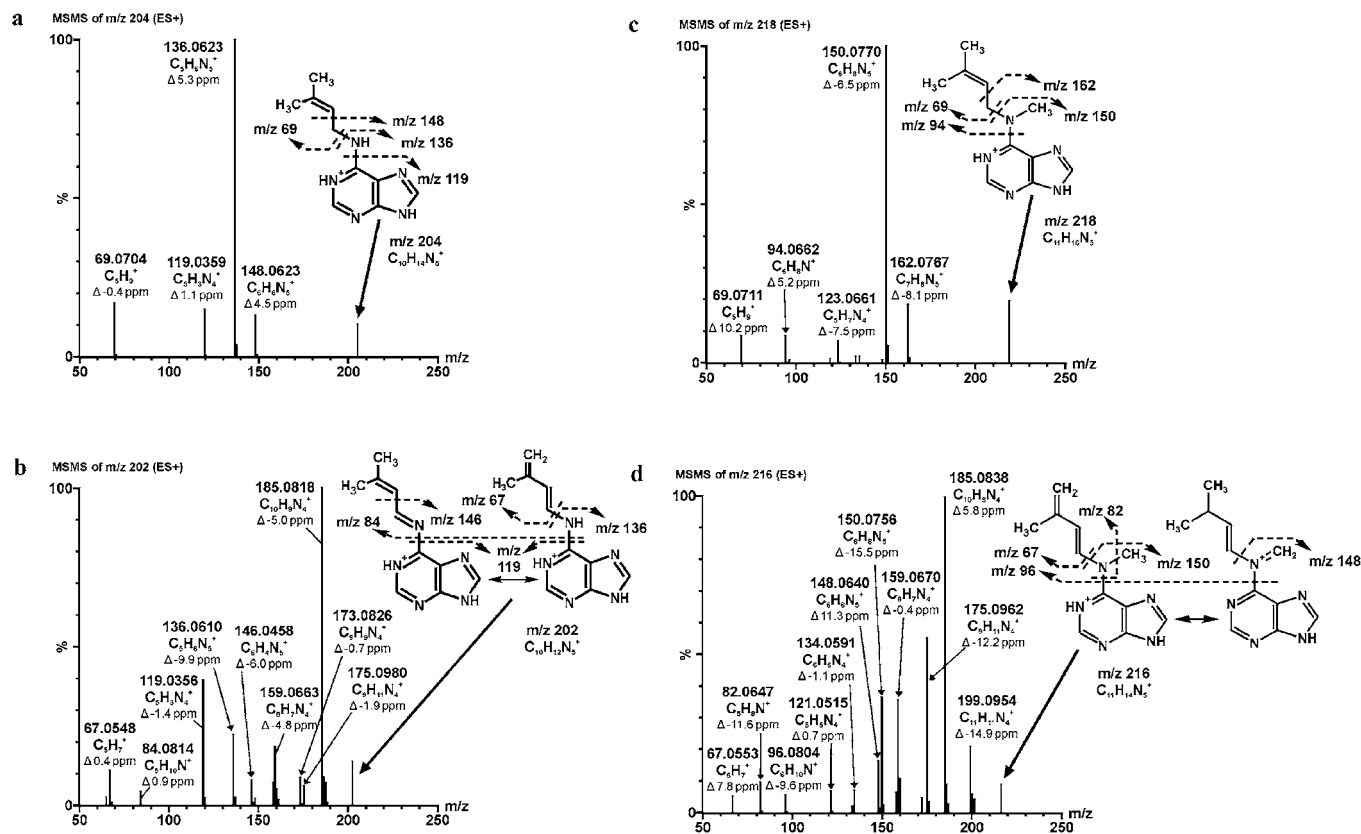 a
MSMS of m/z 204 (ES+)
100
%
0
136.0623
C5H6N5+
Δ 5.3 ppm
69.0704
C5H9+
Δ -0.4 ppm
119.0359
C5H3N4+
Δ 1.1 ppm
148.0623
C6H6N5+
Δ 4.5 ppm
CH3
H3C
m/z 69
m/z 148
NH
m/z 136
m/z 119
HN+
N
N
NH
m/z 204
C10H14N5+
50 100 150 200 250
m/z
c
MSMS of m/z 218 (ES+)
100
%
0
150.0770
C6H8N5+
Δ -6.5 ppm
94.0662
C6H8N+
Δ 5.2 ppm
69.0711
C5H9+
Δ 10.2 ppm
123.0661
C5H7N4+
Δ -7.5 ppm
162.0767
C7H8N5+
Δ -8.1 ppm
CH3
H3C
m/z 162
m/z 69
N
CH3
m/z 150
m/z 94
HN+
N
N
NH
m/z 218
C11H16N5+
50 100 150 200 250
m/z
b
MSMS of m/z 202 (ES+)
100
%
0
185.0818
C10H9N4+
Δ -5.0 ppm
136.0610
C5H6N5+
Δ -9.9 ppm
146.0458
C6H4N5+
Δ -6.0 ppm
173.0826
C9H9N4+
Δ -0.7 ppm
119.0356
C5H3N4+
Δ -1.4 ppm
159.0663
C8H7N4+
Δ -4.8 ppm
175.0980
C9H11N4+
Δ -1.9 ppm
67.0548
C5H7+
Δ 0.4 ppm
84.0814
C5H10N+
Δ 0.9 ppm
CH3
H3C
CH2
H3C
m/z 67
m/z 146
m/z 84
N
NH
m/z 136
m/z
119
HN+
N
N
NH
HN+
N
N
NH
m/z 202
C10H12N5+
50 100 150 200 250
m/z
d
MSMS of m/z 216 (ES+)
100
%
0
185.0838
C10H9N4+
Δ 5.8 ppm
150.0756
C6H8N5+
Δ -15.5 ppm
148.0640
C6H6N5+
Δ 11.3 ppm
159.0670
C8H7N4+
Δ -0.4 ppm
175.0962
C9H11N4+
Δ -12.2 ppm
134.0591
C6H6N4+
Δ -1.1 ppm
82.0647
C5H8N+
Δ -11.6 ppm
121.0515
C5H5N4+
Δ 0.7 ppm
199.0954
Δ -14.9 ppm
67.0553
Δ 7.8 ppm
96.0804
C6H10N+
Δ -9.6 ppm
CH2
H3C
m/z 82
CH3
H3C
m/z 67
N
CH3
m/z 150
N
CH2
m/z 148
m/z 96
HN+
N
N
NH
N
N
N
NH
m/z 216
C11H14N5+
50 100 150 200 250
m/z